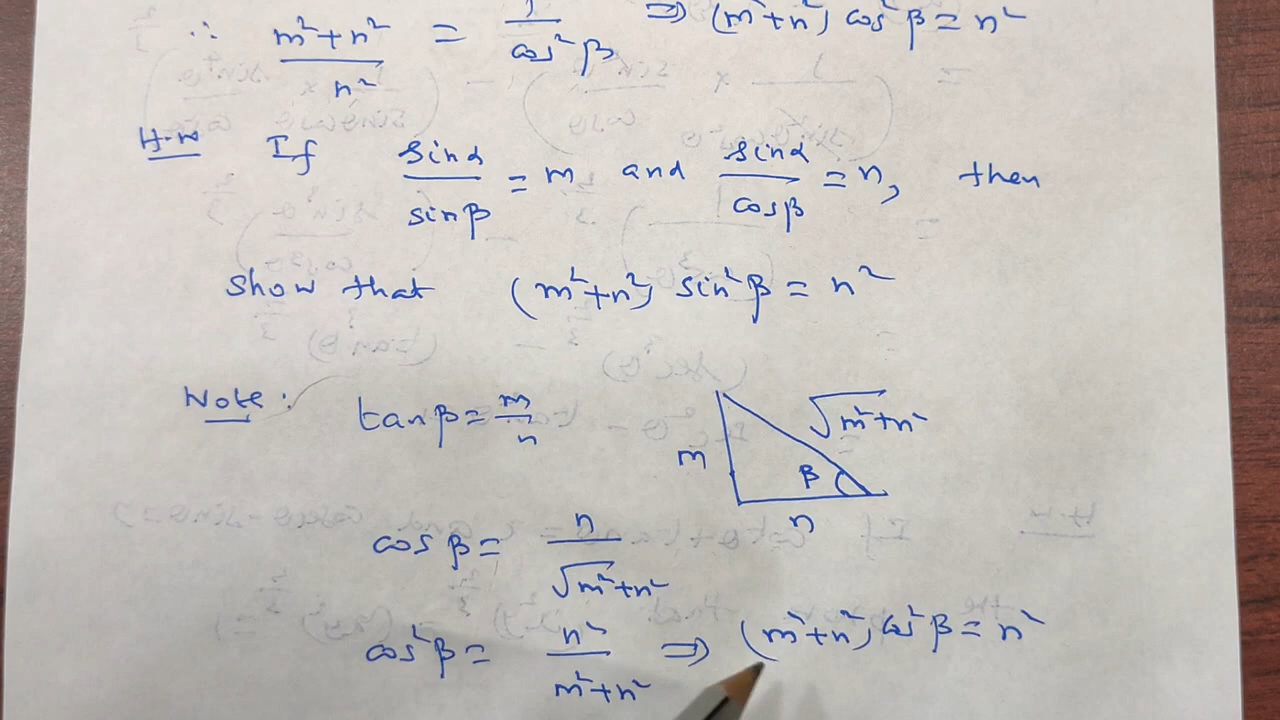 ∴ (m²+n²)/n² = 1/cos²β ⇒ (m²+n²) cos²β = n²
H.W If sinα/sinβ = m and sinα/cosβ = n, then
show that (m²+n²) sin²β = n²
Note: tanβ = m/n
√m²+n²
m
β
n
cosβ = n/√m²+n²
cos²β = n²/m²+n² ⇒ (m²+n²) cos²β = n²